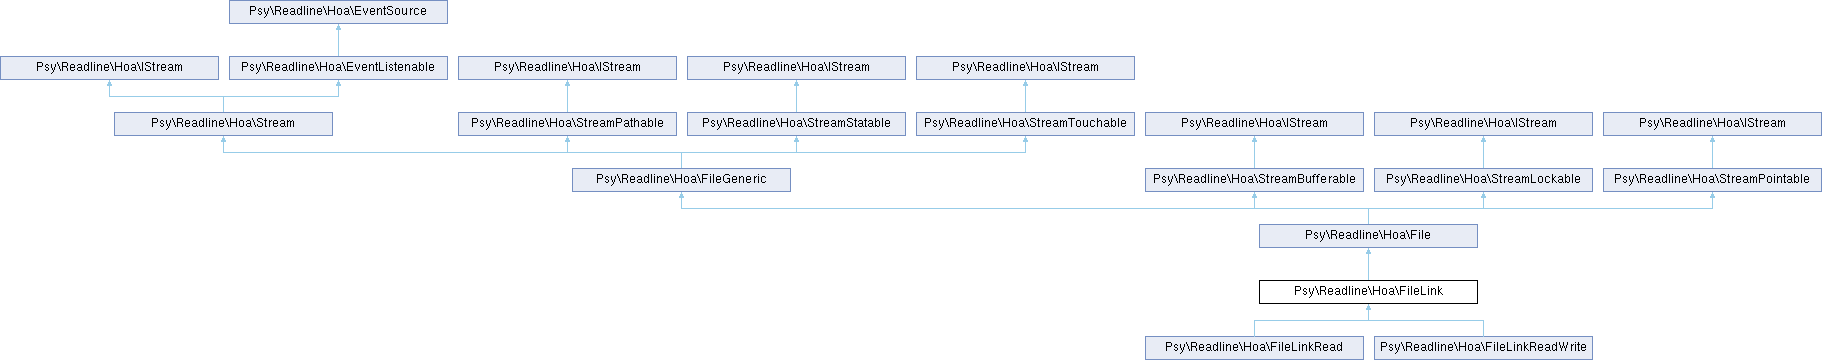 Psy\Readline\Hoa\EventSource
Psy\Readline\Hoa\IStream
Psy\Readline\Hoa\EventListenable
Psy\Readline\Hoa\IStream
Psy\Readline\Hoa\IStream
Psy\Readline\Hoa\IStream
Psy\Readline\Hoa\Stream
Psy\Readline\Hoa\StreamPathable
Psy\Readline\Hoa\StreamStatable
Psy\Readline\Hoa\StreamTouchable
Psy\Readline\Hoa\IStream
Psy\Readline\Hoa\IStream
Psy\Readline\Hoa\IStream
Psy\Readline\Hoa\FileGeneric
Psy\Readline\Hoa\StreamBufferable
Psy\Readline\Hoa\StreamLockable
Psy\Readline\Hoa\StreamPointable
Psy\Readline\Hoa\File
Psy\Readline\Hoa\FileLink
Psy\Readline\Hoa\FileLinkRead
Psy\Readline\Hoa\FileLinkReadWrite